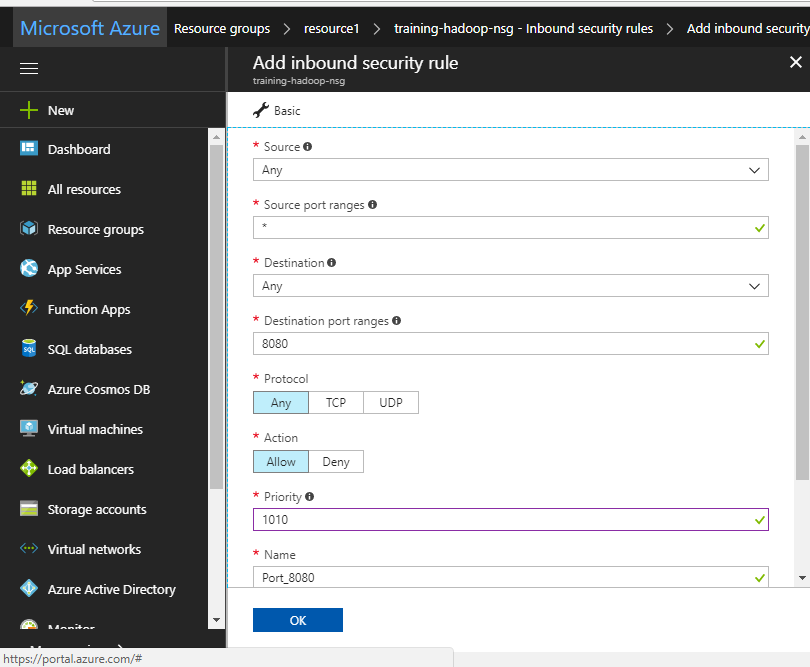 Microsoft Azure Resource groups > resource1 > training-hadoop-nsg - Inbound security rules > Add inbound security
Add inbound security rule
training-hadoop-nsg
Basic
New
Dashboard
All resources
Resource groups
App Services
Function Apps
SQL databases
Azure Cosmos DB
Virtual machines
Load balancers
Storage accounts
Virtual networks
Azure Active Directory
Monitor
* Source
Any
* Source port ranges
*
* Destination
Any
* Destination port ranges
8080
* Protocol
Any TCP UDP
* Action
Allow Deny
* Priority
1010
* Name
Port_8080
OK
https://portal.azure.com/#